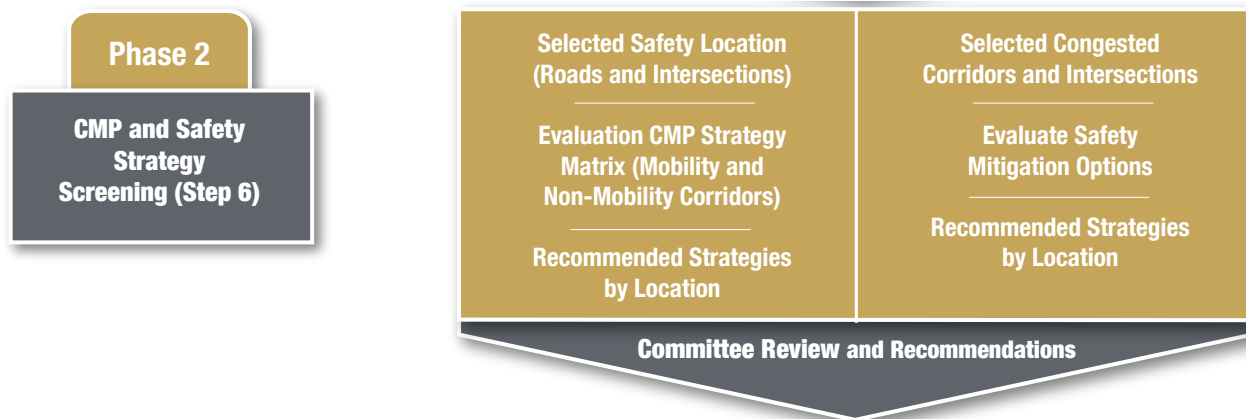 Phase 2
CMP and Safety
Strategy
Screening (Step 6)
Selected Safety Location
(Roads and Intersections)
Evaluation CMP Strategy
Matrix (Mobility and
Non-Mobility Corridors)
Recommended Strategies
by Location
Selected Congested
Corridors and Intersections
Evaluate Safety
Mitigation Options
Recommended Strategies
by Location
Committee Review and Recommendations